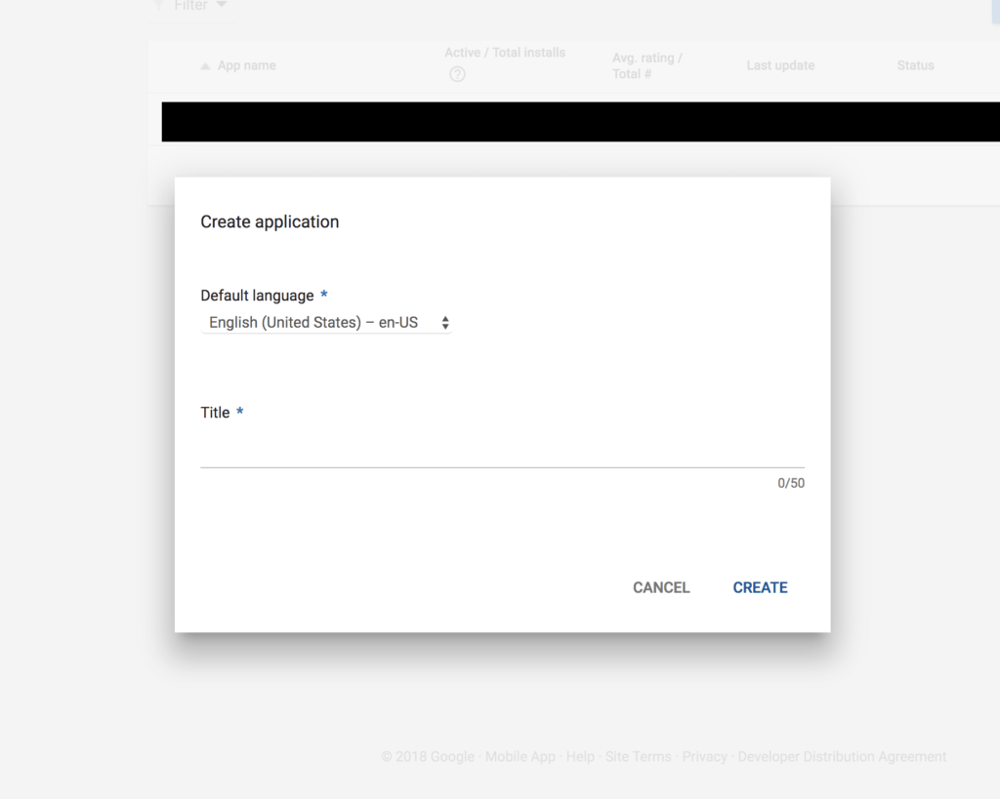 Filter
App name
Active / Total installs
Avg. rating /
Total #
Last update
Status
Create application
Default language *
English (United States) – en-US
Title *
0/50
CANCEL
CREATE
© 2018 Google · Mobile App · Help · Site Terms · Privacy · Developer Distribution Agreement